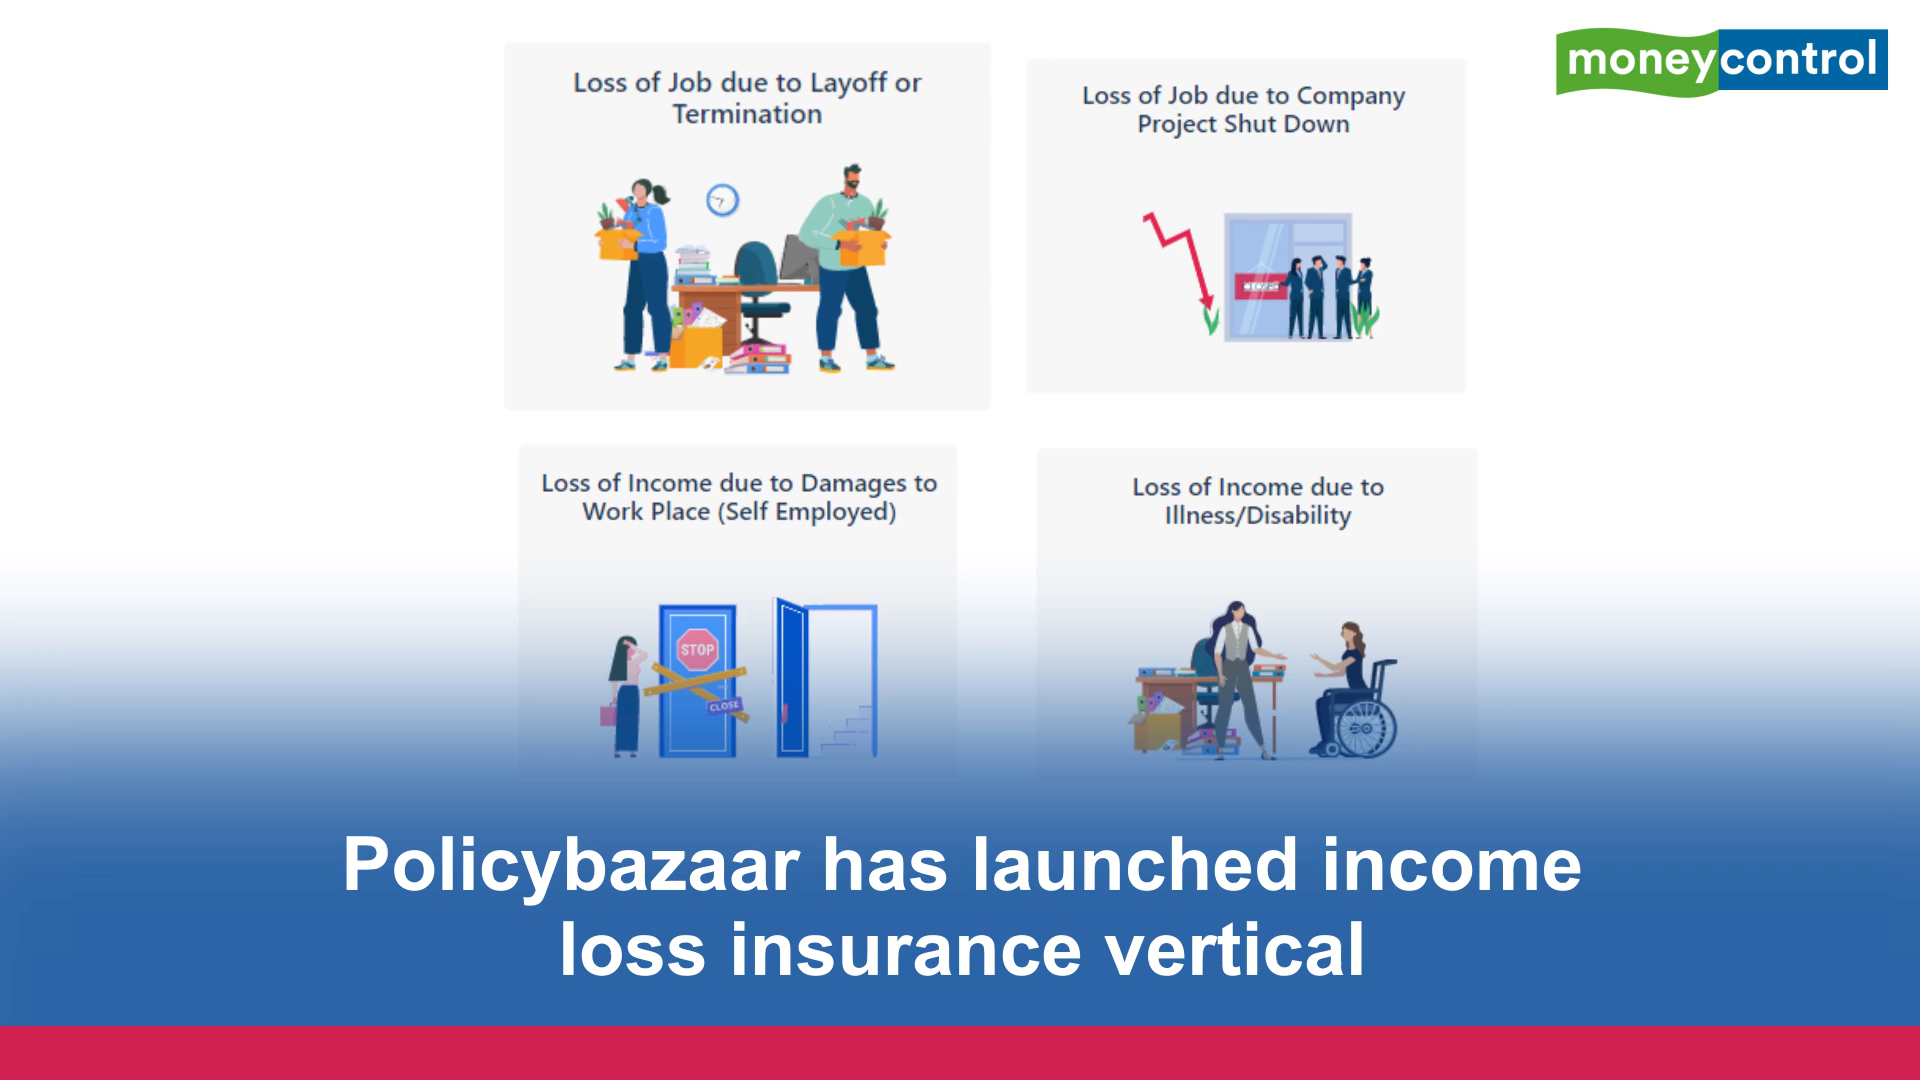 moneycontrol
Loss of Job due to Layoff or
Termination
Loss of Job due to Company
Project Shut Down
CLOSED
Loss of Income due to Damages to
Work Place (Self Employed)
STOP
CLOSE
Loss of Income due to
Illness/Disability
Policybazaar has launched income
loss insurance vertical